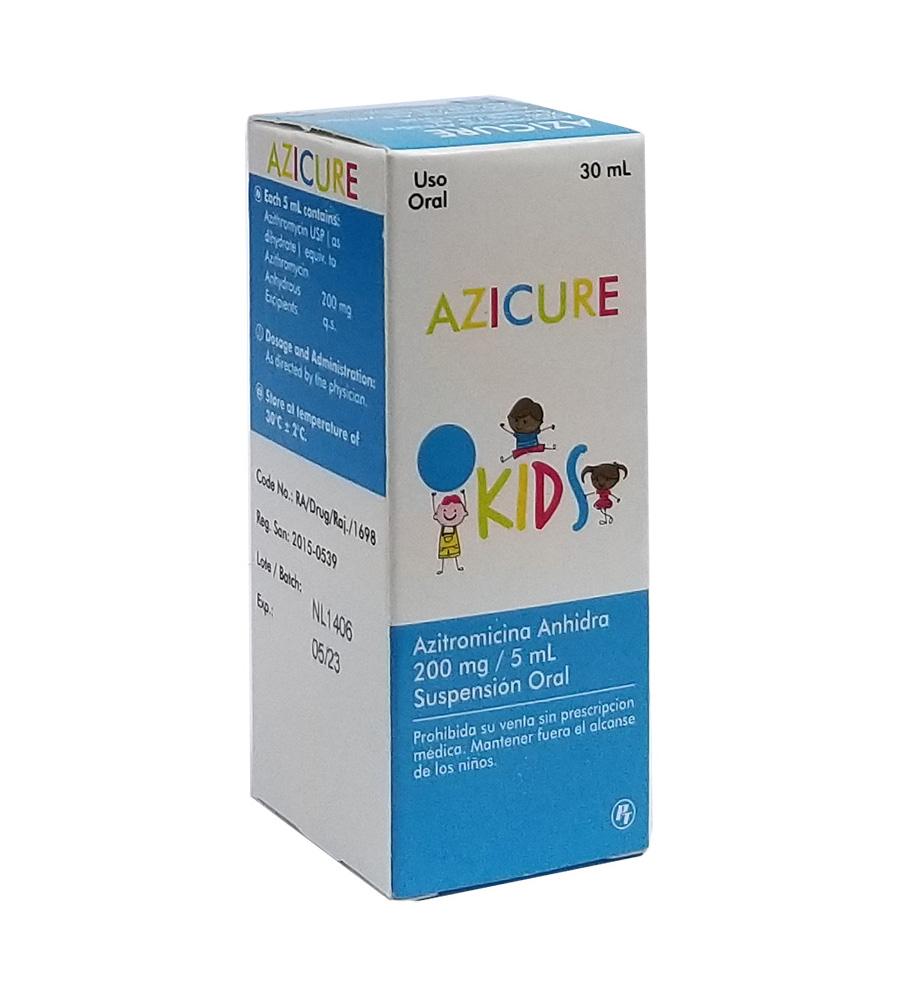 AZICURE
AZICURE
Each 5 mL contains:
Azithromycin USP ( as
dihydrate ) equiv. to
Azithromycin
Anhydrous 200 mg
Excipients q.s.
Dosage and Administration:
As directed by the physician.
Store at temperature of
30°C ± 2°C.
Code No.: RA/Drug/Raj./1698
Reg. San: 2015-0539
Lote / Batch: NL1406
Exp.: 05/23
Uso
Oral
30 mL
AZICURE
KIDS
Azitromicina Anhidra
200 mg / 5 mL
Suspensión Oral
Prohibida su venta sin prescripcion
médica. Mantener fuera el alcanse
de los niños.
PT